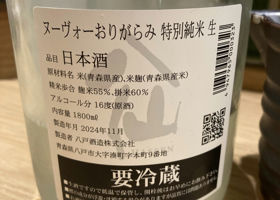 ヌーヴォーおりがらみ 特別純米 生
品目 日本酒
原材料名 米(青森県産)、米麹(青森県産米)
精米歩合 麹米55%、掛米60%
アルコール分 16度(原酒)
内容量 1800ml
製造年月 2024年11月
製造者 八戸酒造株式会社
青森県八戸市大字湊町字本町9番地
要冷蔵